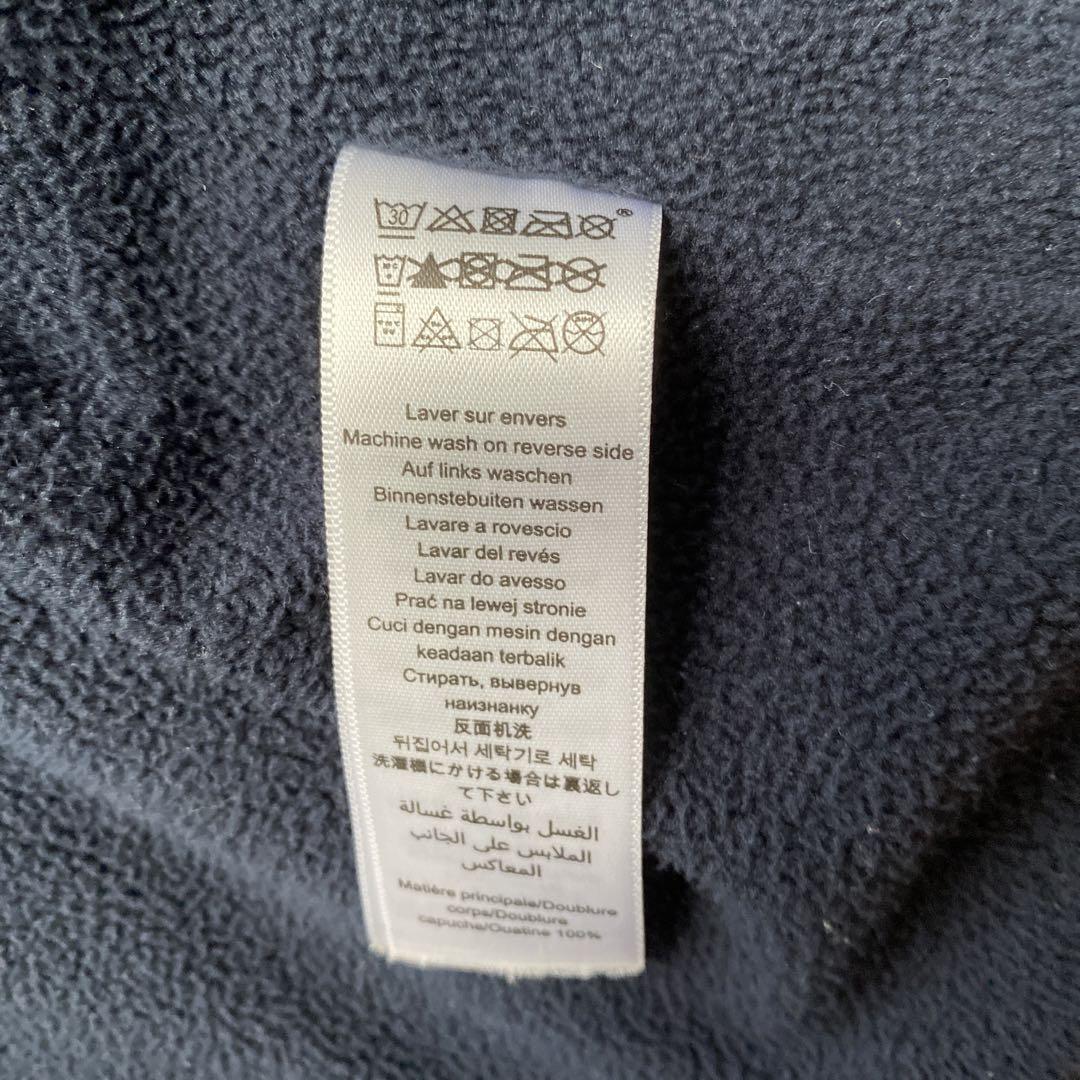 30
®
Laver sur envers
Machine wash on reverse side
Auf links waschen
Binnenstebuiten wassen
Lavare a rovescio
Lavar del revés
Lavar do avesso
Prać na lewej stronie
Cuci dengan mesin dengan
keadaan terbalik
Стирать, вывернув
наизнанку
反面机洗
뒤집어서 세탁기로 세탁
洗濯機にかける場合は裏返し
て下さい
الغسل بواسطة غسالة
الملابس على الجانب
المعاكس
Matière principale/Doublure
corps/Doublure
capuche/Ouatine 100%